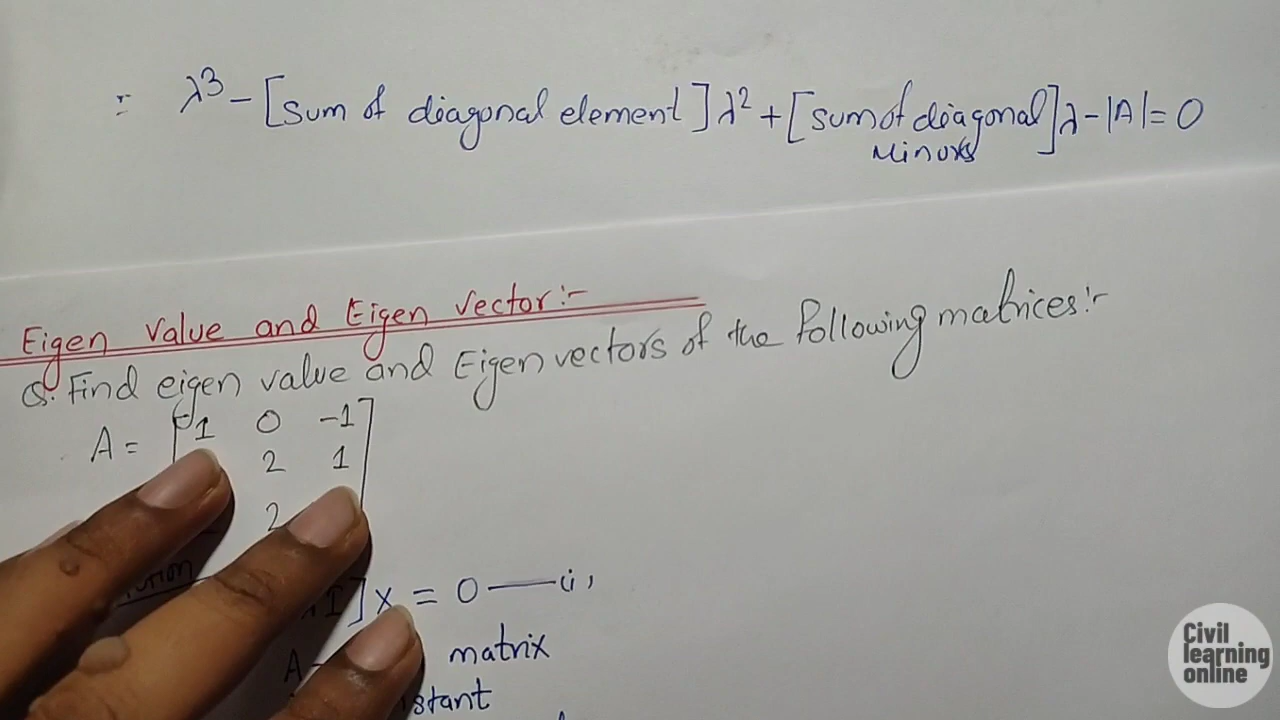 = λ³ - [Sum of diagonal element] λ² + [sum of diagonal] λ - |A| = 0
Minors
Eigen Value and Eigen Vector:-
Q. Find eigen value and Eigen vectors of the following matrices:-
A = [1 0 -1]
2 1
2
]x = 0 — (i),
A - matrix
stant
Civil
learning
online